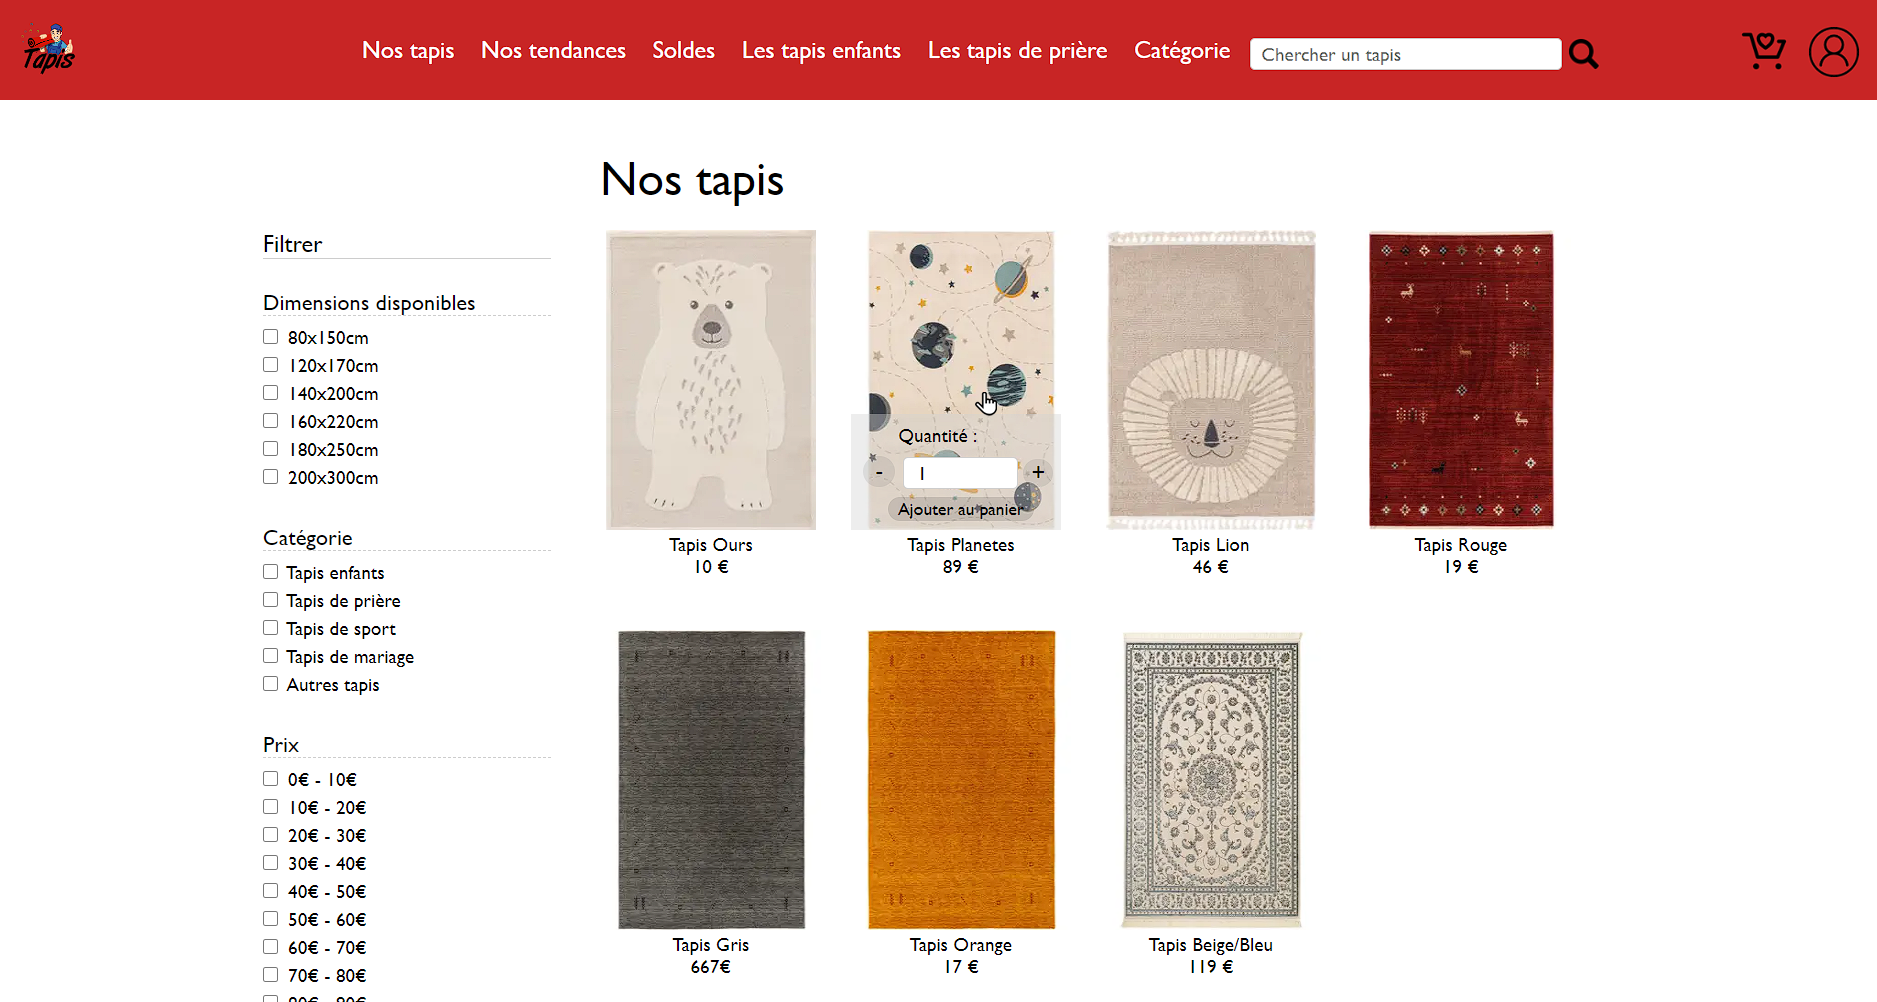 Tapis
Nos tapis
Nos tendances
Soldes
Les tapis enfants
Les tapis de prière
Catégorie
Chercher un tapis
Nos tapis
Filtrer
Dimensions disponibles
80x150cm
120x170cm
140x200cm
160x220cm
180x250cm
200x300cm
Catégorie
Tapis enfants
Tapis de prière
Tapis de sport
Tapis de mariage
Autres tapis
Prix
0€ - 10€
10€ - 20€
20€ - 30€
30€ - 40€
40€ - 50€
50€ - 60€
60€ - 70€
70€ - 80€
Quantité :
- 1 +
Ajouter au panier
Tapis Ours
10 €
Tapis Planetes
89 €
Tapis Lion
46 €
Tapis Rouge
19 €
Tapis Gris
667€
Tapis Orange
17 €
Tapis Beige/Bleu
119 €